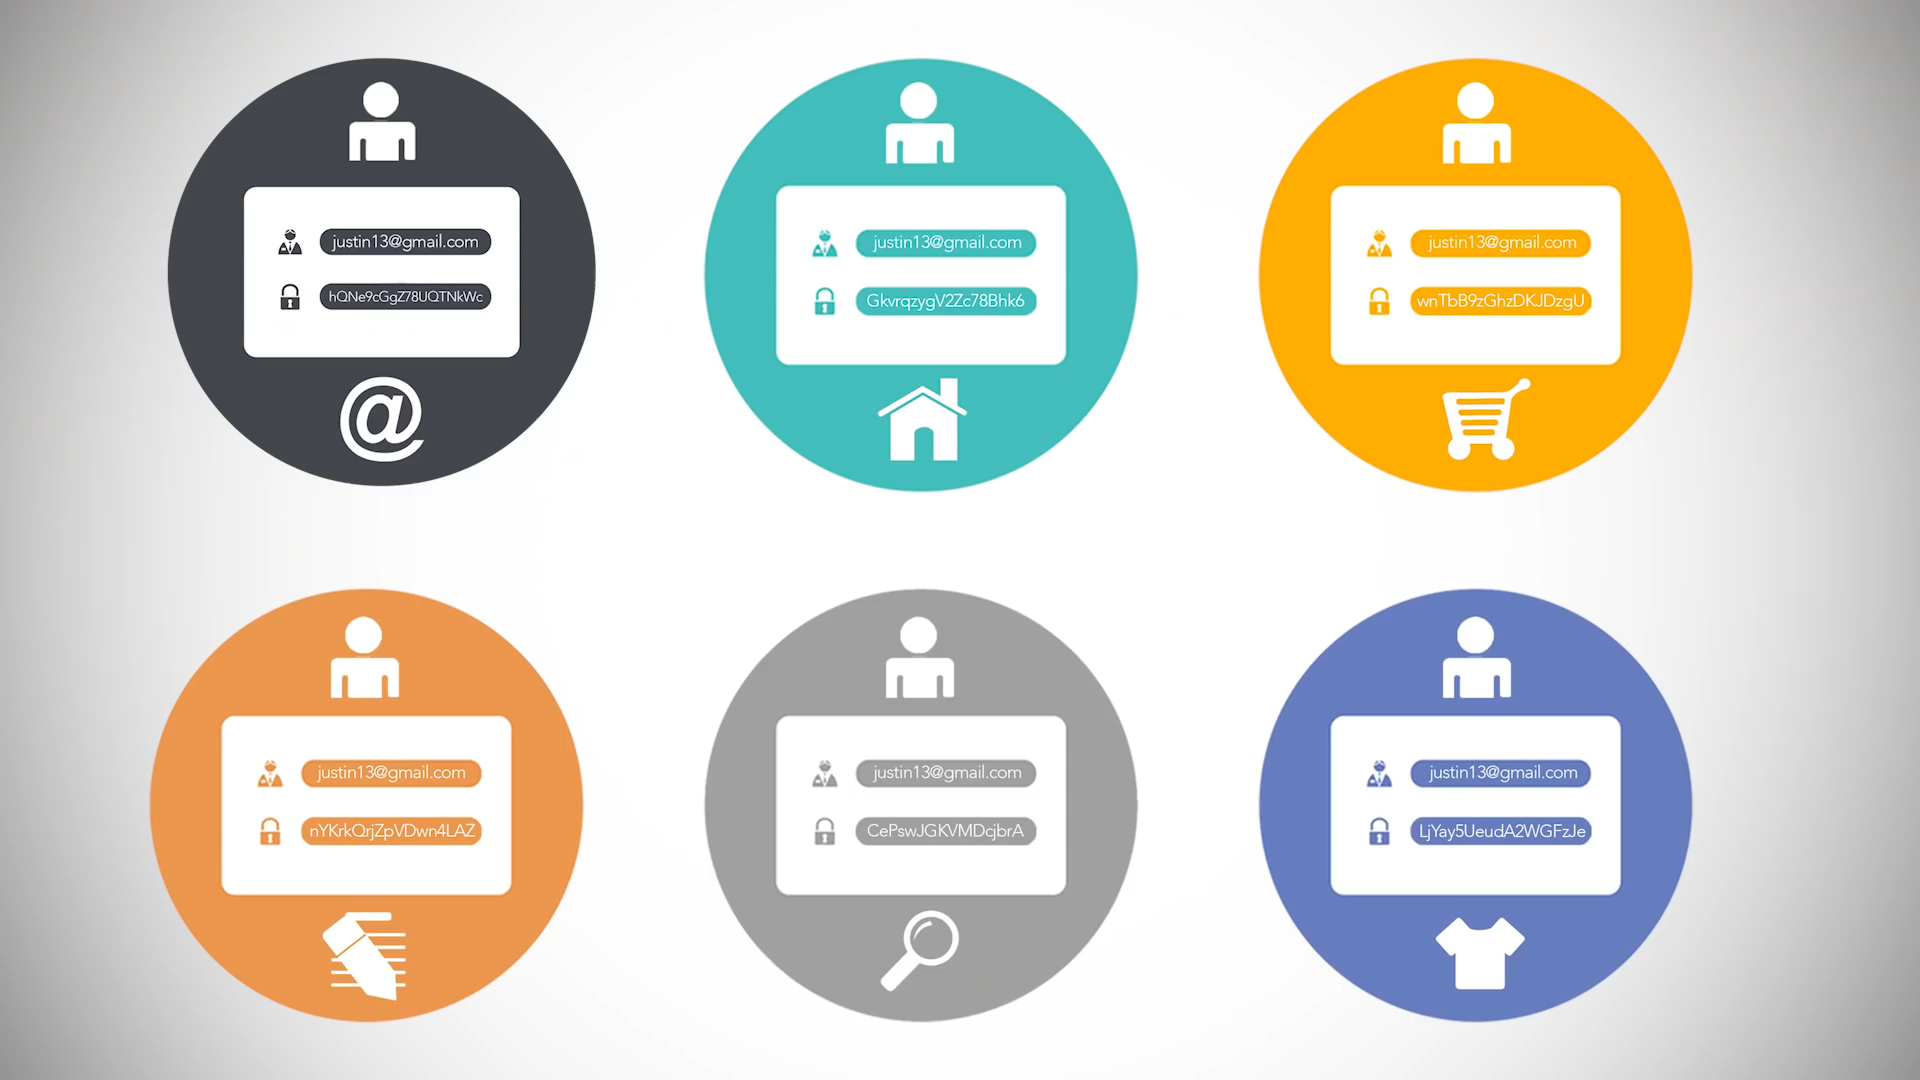 justin13@gmail.com
hQNe9cGgZ78UQTNkWc
justin13@gmail.com
GkvrqzygV2Zc78Bhk6
justin13@gmail.com
wnTbB9zGhzDKJDzgU
justin13@gmail.com
nYKrkQrjZpVDwn4LAZ
justin13@gmail.com
CePswJGKVMDcjbrA
justin13@gmail.com
LjYay5UeudA2WGFzJe
@